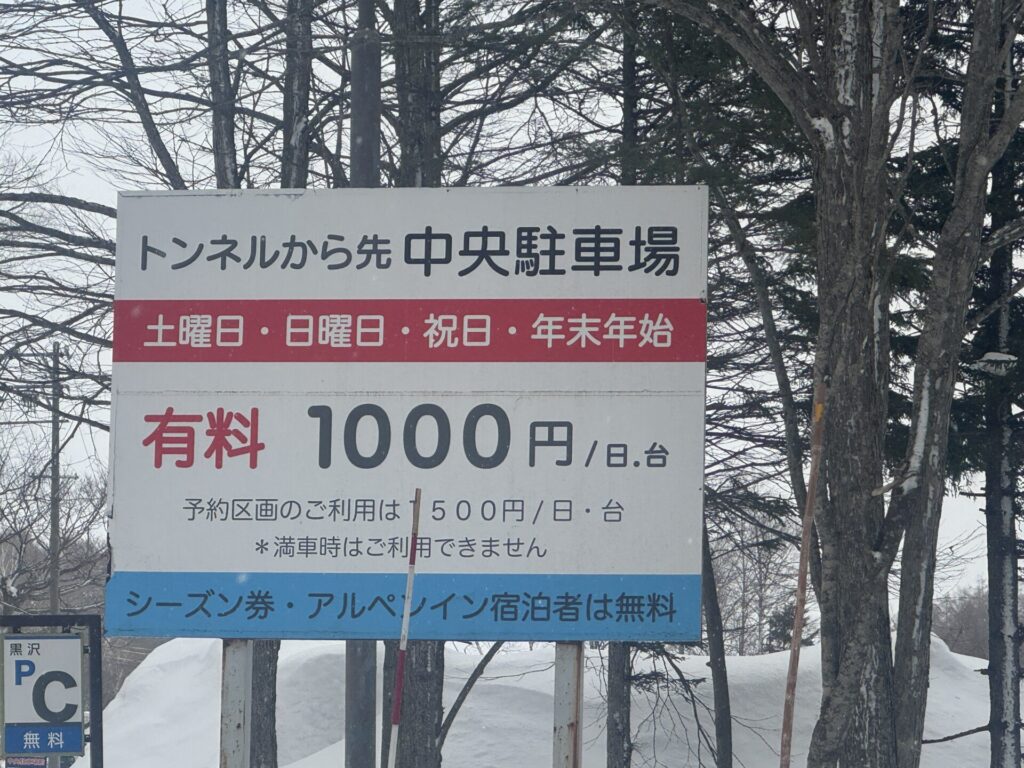 トンネルから先 中央駐車場
土曜日・日曜日・祝日・年末年始
有料 1000円/日.台
予約区画のご利用は1500円/日・台
＊満車時はご利用できません
シーズン券・アルペンイン宿泊者は無料
黒沢
PC
無料